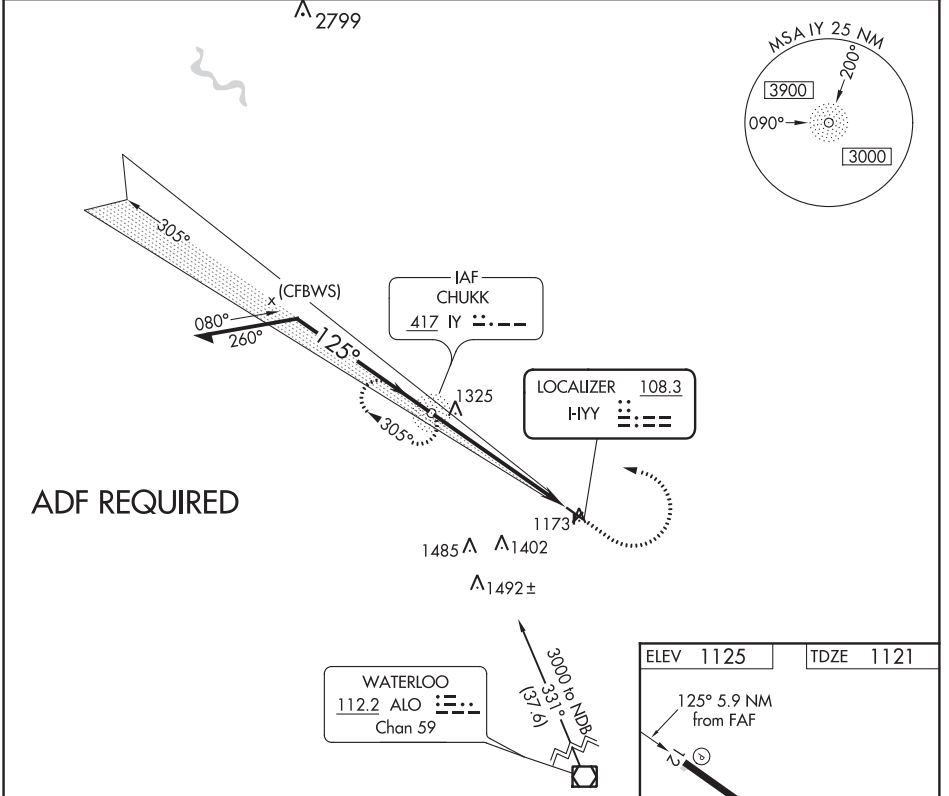 2799
MSA IY 25 NM
200°
3900
090°
3000
305°
(CFBWS)
080°
260°
125°
IAF
CHUKK
417 IY
1325
305°
LOCALIZER 108.3
I-IYY
ADF REQUIRED
1173
1485
1402
1492±
3000 to NDB
331°
(37.6)
WATERLOO
112.2 ALO
Chan 59
ELEV 1125
TDZE 1121
125° 5.9 NM
from FAF
12
P